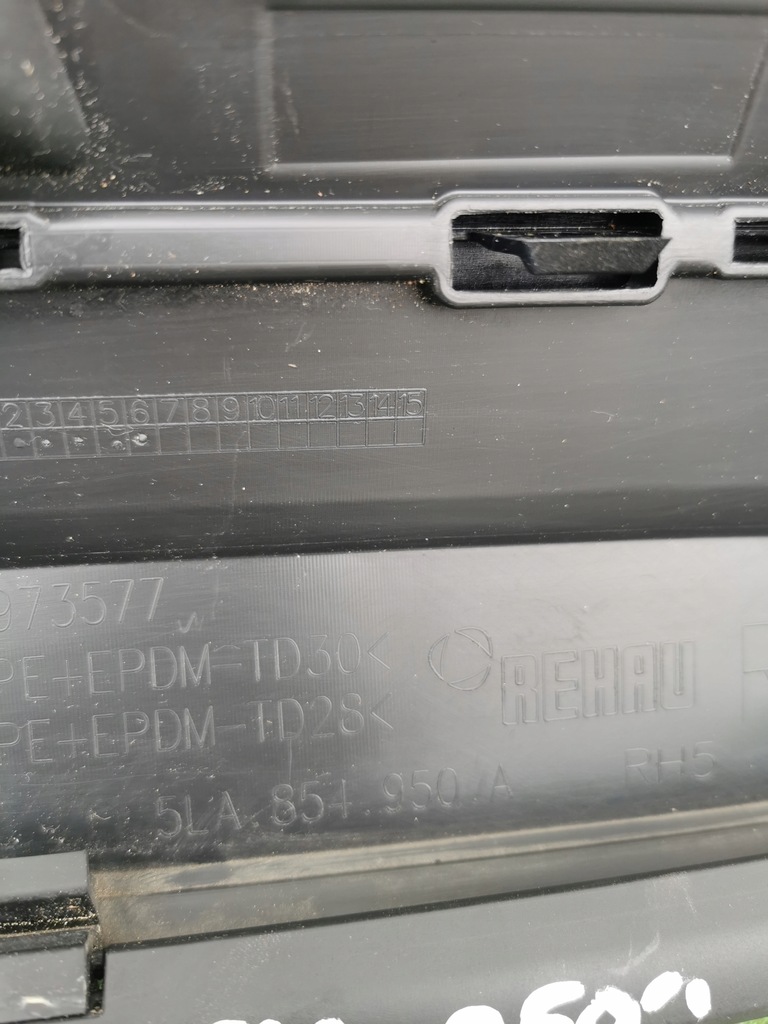 2 3 4 5 6 7 8 9 10 11 12 13 14 15
973577
PE+EPDM-TD30<
REHAU
PE+EPDM-TD28<
5LA.854.950 A
RH5